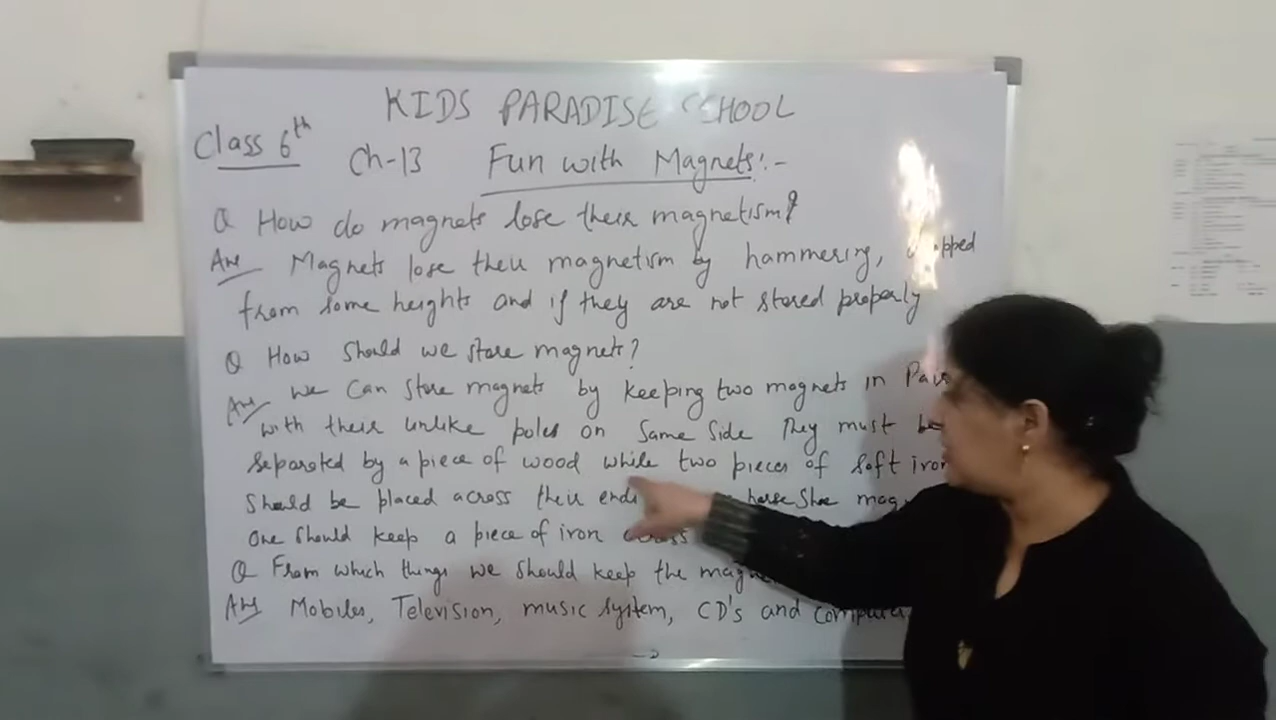 KIDS PARADISE SCHOOL
Class 6th
Ch-13 Fun with Magnets:-
Q How do magnets lose their magnetism?
Ans Magnets lose their magnetism by hammering,
from some heights and if they are not stored properly
Q How should we store magnets?
Ans We can store magnets by keeping two magnets in
with their unlike poles on same side They must be
separated by a piece of wood while two pieces of soft iron
should be placed across their horse shoe
One should keep a piece of iron
Q From which things we should keep the
Ans Mobiles, Television, music system, CD's and